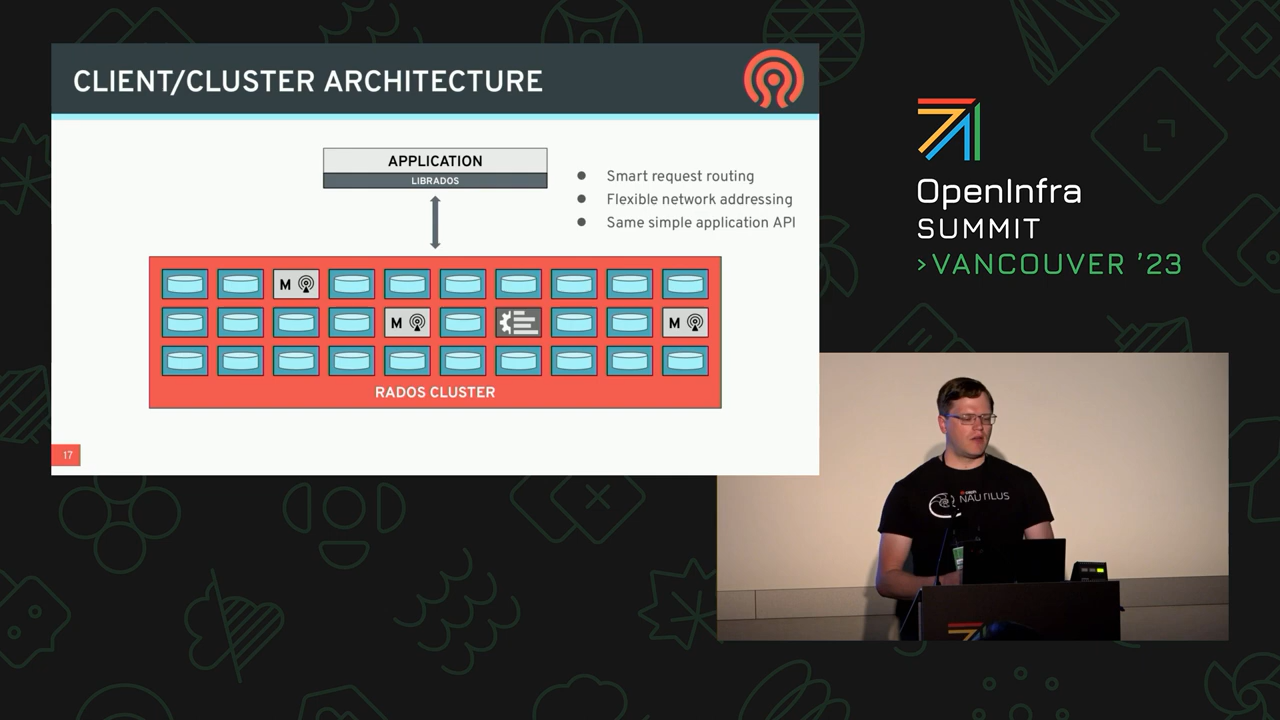 CLIENT/CLUSTER ARCHITECTURE
APPLICATION
LIBRADOS
● Smart request routing
● Flexible network addressing
● Same simple application API
M
M
M
RADOS CLUSTER
17
OpenInfra
SUMMIT
>VANCOUVER '23
NAUTILUS